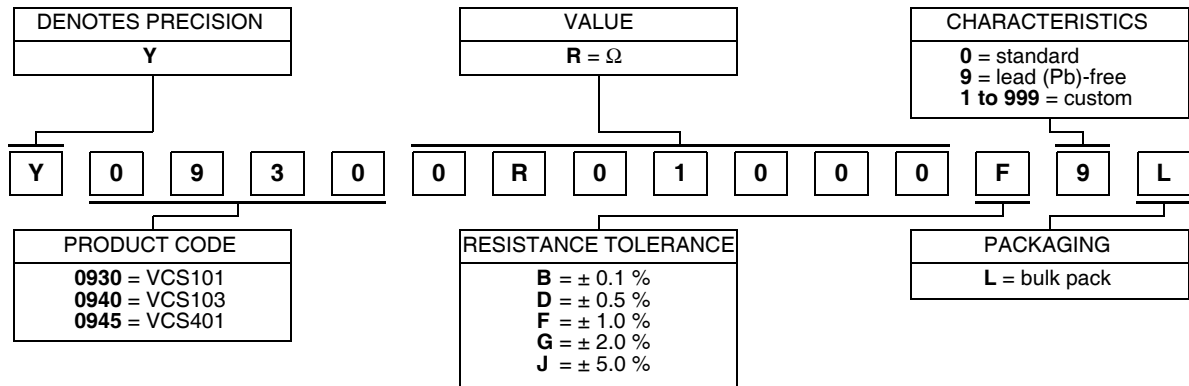 DENOTES PRECISION
Y
VALUE
R = Ω
CHARACTERISTICS
0 = standard
9 = lead (Pb)-free
1 to 999 = custom
Y 0 9 3 0 0 R 0 1 0 0 0 F 9 L
PRODUCT CODE
0930 = VCS101
0940 = VCS103
0945 = VCS401
RESISTANCE TOLERANCE
B = ± 0.1 %
D = ± 0.5 %
F = ± 1.0 %
G = ± 2.0 %
J = ± 5.0 %
PACKAGING
L = bulk pack